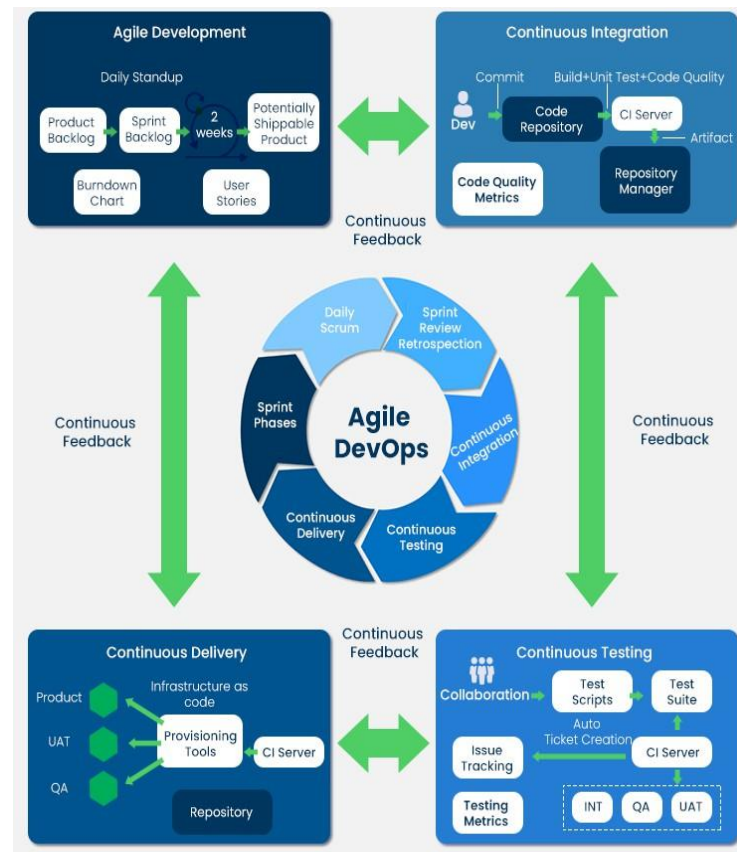 Agile Development
Daily Standup
Product
Backlog
Sprint
Backlog
2
weeks
Potentially
Shippable
Product
Burndown
Chart
User
Stories
Continuous Integration
Commit
Build+Unit Test+Code Quality
Dev
Code
Repository
CI Server
Artifact
Code Quality
Metrics
Repository
Manager
Continuous
Feedback
Daily
Scrum
Sprint
Review
Retrospection
Sprint
Phases
Agile
DevOps
Continuous
Integration
Continuous
Delivery
Continuous
Testing
Continuous
Feedback
Continuous
Feedback
Continuous
Feedback
Continuous Delivery
Infrastructure as
code
Product
UAT
QA
Provisioning
Tools
CI Server
Repository
Continuous Testing
Collaboration
Test
Scripts
Test
Suite
Auto
Ticket Creation
Issue
Tracking
CI Server
Testing
Metrics
INT
QA
UAT